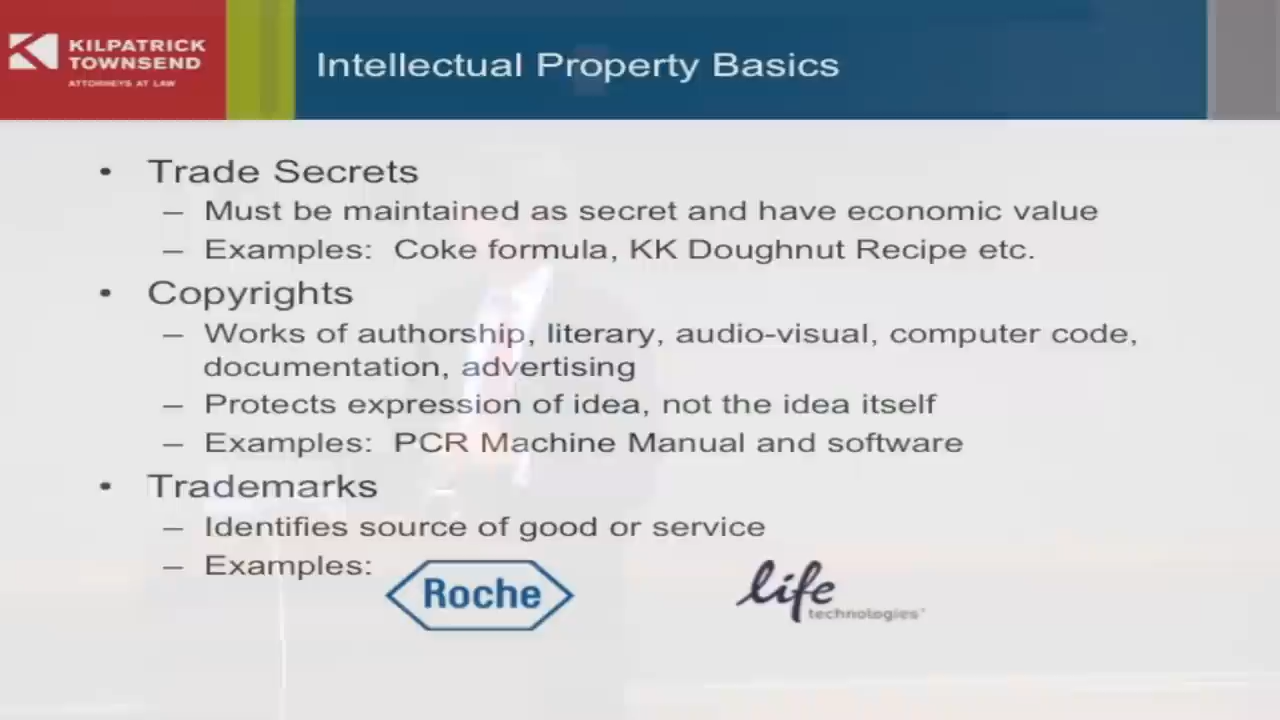 KILPATRICK
TOWNSEND
ATTORNEYS AT LAW
Intellectual Property Basics
• Trade Secrets
– Must be maintained as secret and have economic value
– Examples: Coke formula, KK Doughnut Recipe etc.
• Copyrights
– Works of authorship, literary, audio-visual, computer code,
documentation, advertising
– Protects expression of idea, not the idea itself
– Examples: PCR Machine Manual and software
• Trademarks
– Identifies source of good or service
– Examples:
Roche
life
technologies™